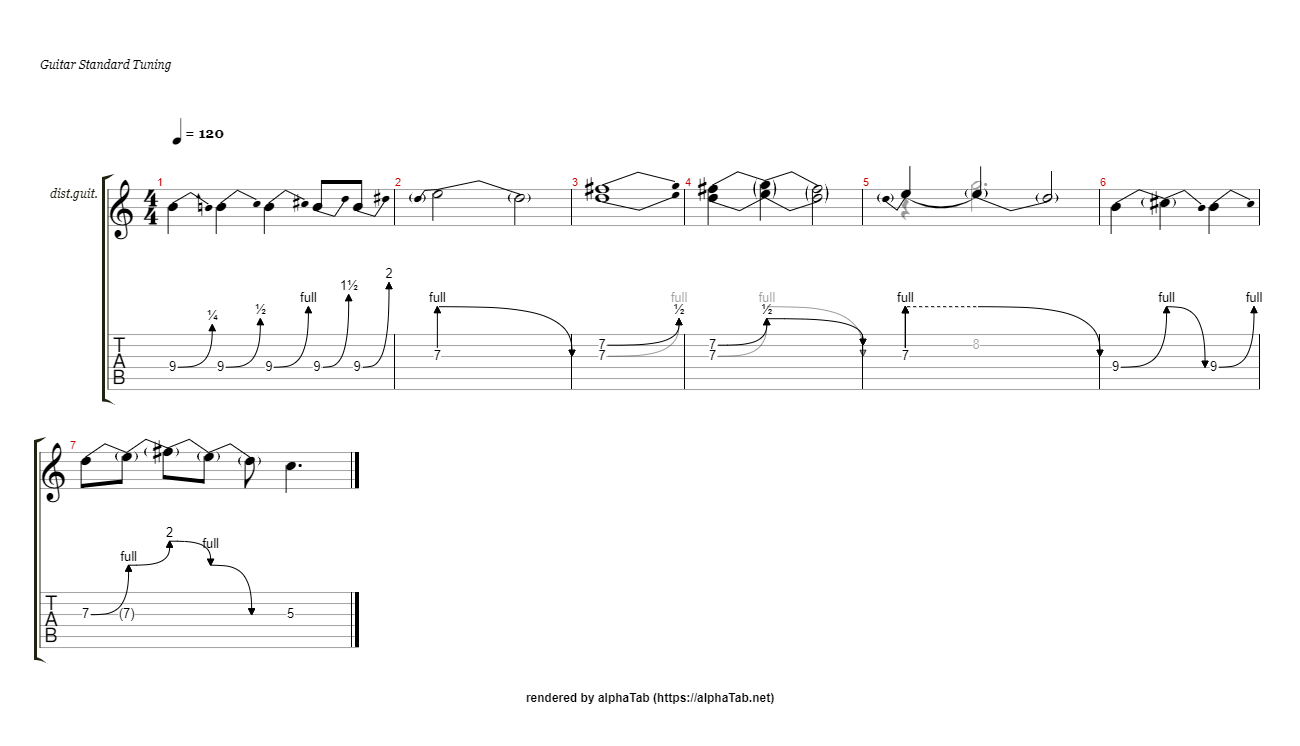 Guitar Standard Tuning
= 120
dist.guit.
1 2 3 4 5 6
4
4
2
1½
full full full full full full full
¼ ½ ½ ½
T
A
B
7 7 7 8
7 7 7
9 9 9 9 9 9 9
7
2
full full
T
A
B
7 (7) 5
rendered by alphaTab (https://alphaTab.net)